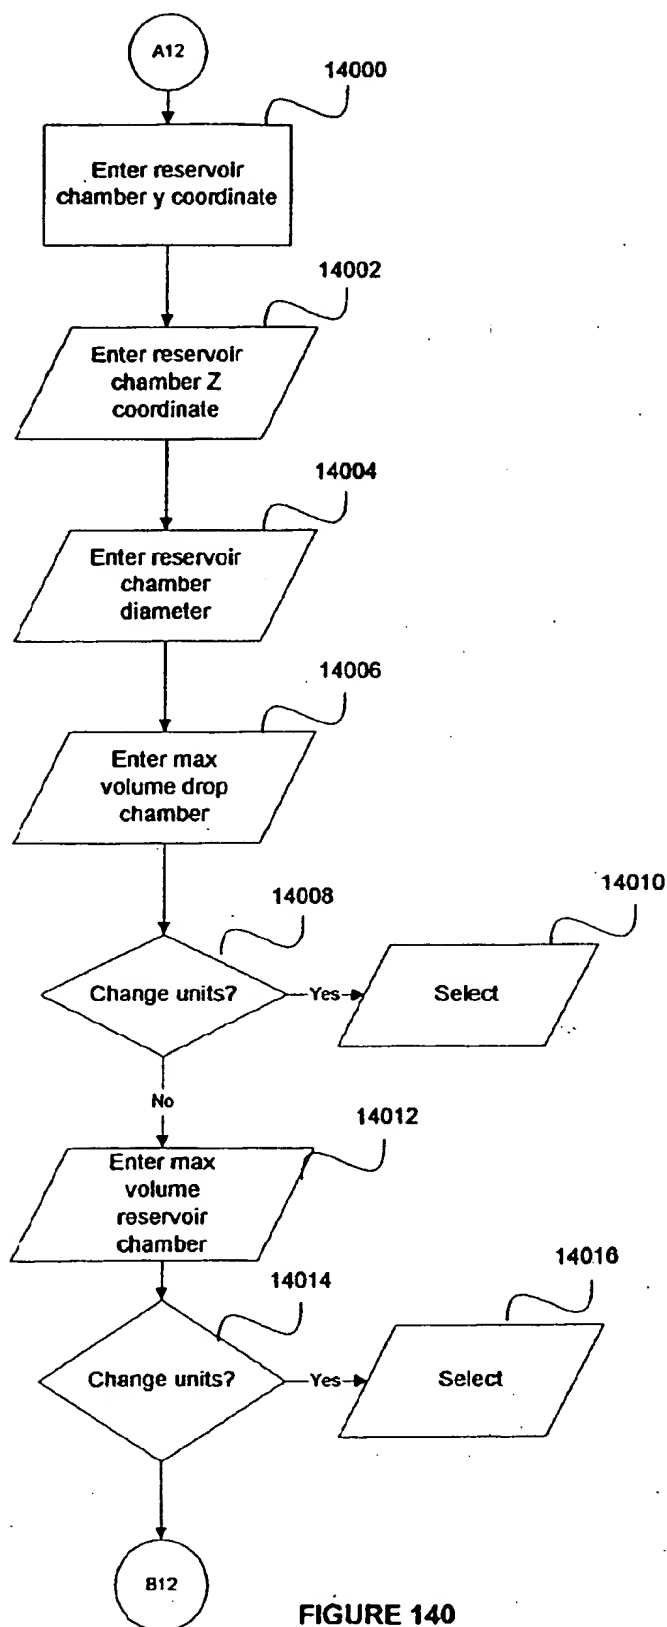 A12
14000
Enter reservoir
chamber y coordinate
14002
Enter reservoir
chamber Z
coordinate
14004
Enter reservoir
chamber
diameter
14006
Enter max
volume drop
chamber
14008
Change units?
Yes
14010
Select
No
14012
Enter max
volume
reservoir
chamber
14014
Change units?
Yes
14016
Select
B12
FIGURE 140